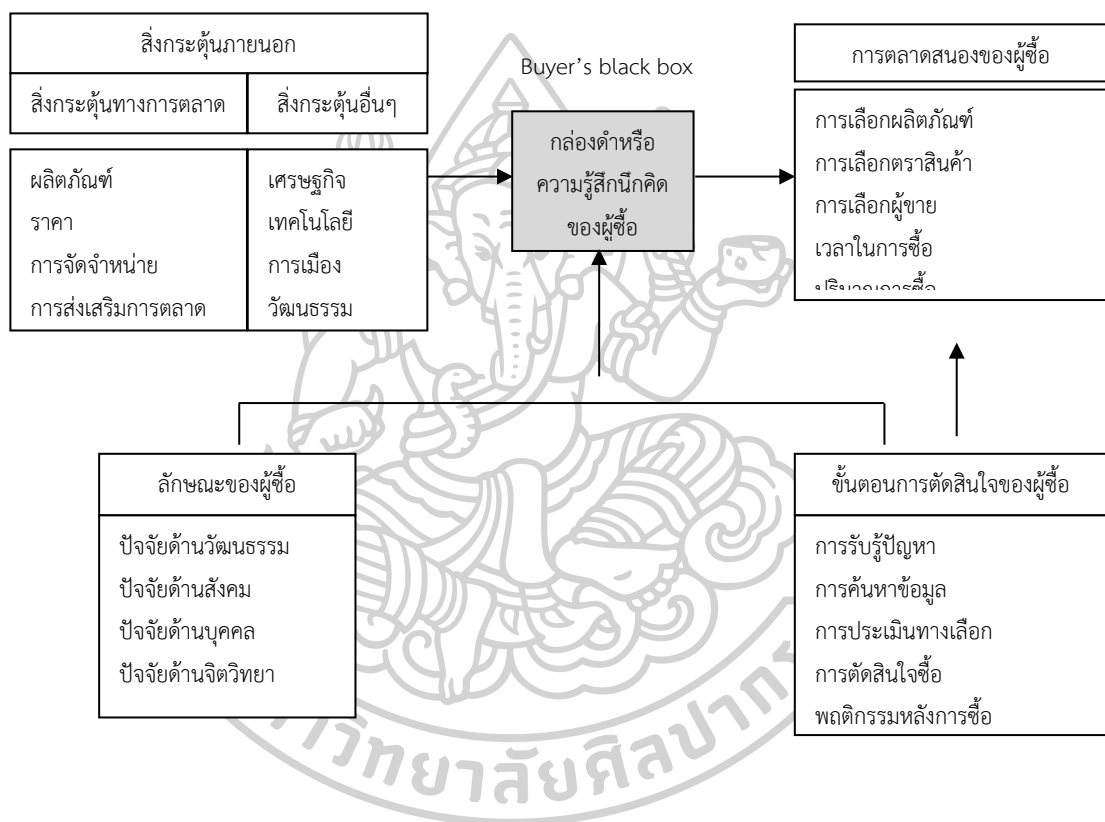 สิ่งกระตุ้นภายนอก
สิ่งกระตุ้นทางการตลาด
สิ่งกระตุ้นอื่นๆ
ผลิตภัณฑ์
ราคา
การจัดจำหน่าย
การส่งเสริมการตลาด
เศรษฐกิจ
เทคโนโลยี
การเมือง
วัฒนธรรม
Buyer's black box
กล่องดำหรือ
ความรู้สึกนึกคิด
ของผู้ซื้อ
การตลาดสนองของผู้ซื้อ
การเลือกผลิตภัณฑ์
การเลือกตราสินค้า
การเลือกผู้ขาย
เวลาในการซื้อ
ปริมาณการซื้อ
ลักษณะของผู้ซื้อ
ปัจจัยด้านวัฒนธรรม
ปัจจัยด้านสังคม
ปัจจัยด้านบุคคล
ปัจจัยด้านจิตวิทยา
ขั้นตอนการตัดสินใจของผู้ซื้อ
การรับรู้ปัญหา
การค้นหาข้อมูล
การประเมินทางเลือก
การตัดสินใจซื้อ
พฤติกรรมหลังการซื้อ